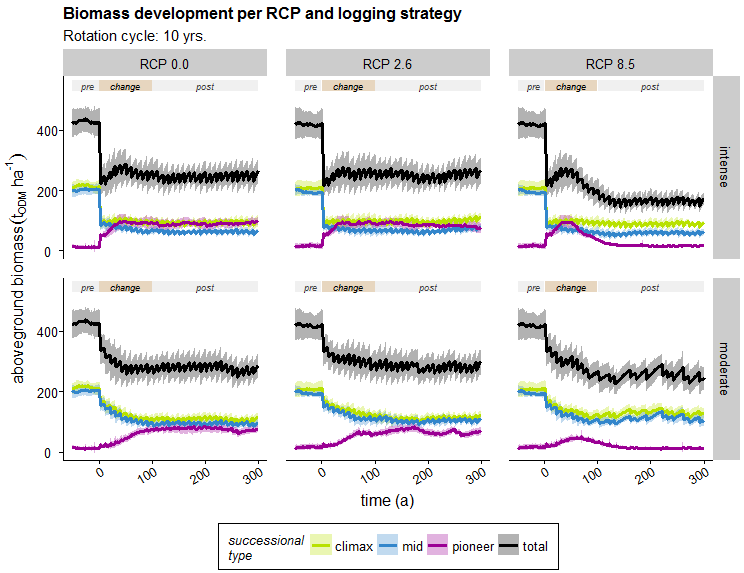 Biomass development per RCP and logging strategy
Rotation cycle: 10 yrs.
RCP 0.0 RCP 2.6 RCP 8.5
pre change post pre change post pre change post
400
200
0
intense
pre change post pre change post pre change post
400
200
0
moderate
aboveground biomass (tODM ha-1)
0 100 200 300 0 100 200 300 0 100 200 300
time (a)
successional
type
climax mid pioneer total